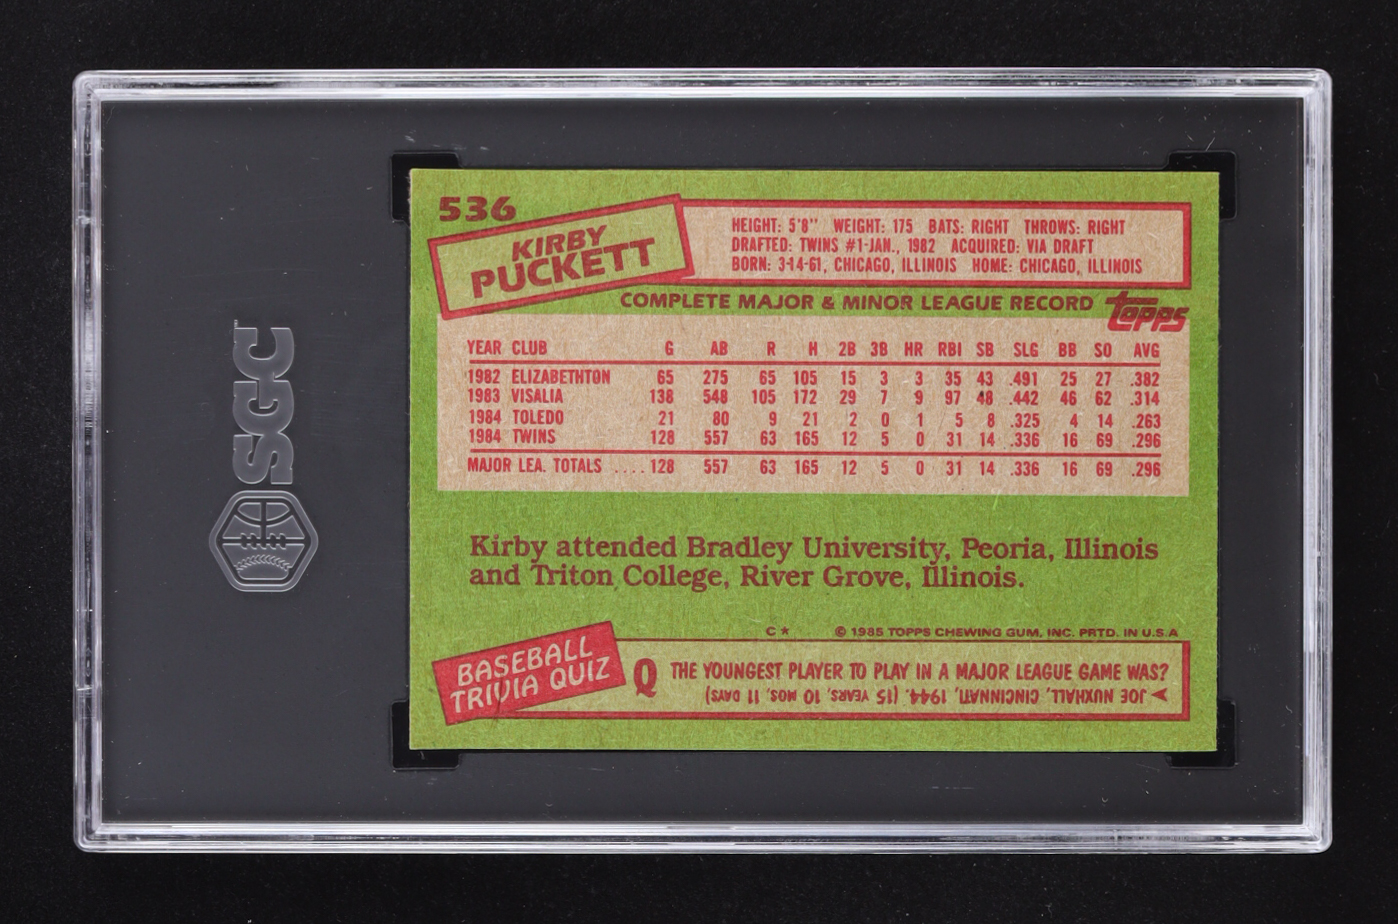 536
KIRBY
PUCKETT
HEIGHT: 5'8" WEIGHT: 175 BATS: RIGHT THROWS: RIGHT
DRAFTED: TWINS #1-JAN., 1982 ACQUIRED: VIA DRAFT
BORN: 3-14-61, CHICAGO, ILLINOIS HOME: CHICAGO, ILLINOIS
COMPLETE MAJOR & MINOR LEAGUE RECORD
topps
YEAR CLUB G AB R H 2B 3B HR RBI SB SLG BB SO AVG
1982 ELIZABETHTON 65 275 65 105 15 3 3 35 43 .491 25 27 .382
1983 VISALIA 138 548 105 172 29 7 9 97 48 .442 46 62 .314
1984 TOLEDO 21 80 9 21 2 0 1 5 8 .325 4 14 .263
1984 TWINS 128 557 63 165 12 5 0 31 14 .336 16 69 .296
MAJOR LEA. TOTALS .... 128 557 63 165 12 5 0 31 14 .336 16 69 .296
Kirby attended Bradley University, Peoria, Illinois
and Triton College, River Grove, Illinois.
C* © 1985 TOPPS CHEWING GUM, INC. PRTD. IN U.S.A
BASEBALL
TRIVIA QUIZ
Q THE YOUNGEST PLAYER TO PLAY IN A MAJOR LEAGUE GAME WAS?
JOE NUXHALL, CINCINNATI, 1944. (15 YEARS, 10 MOS. 11 DAYS)
SGC